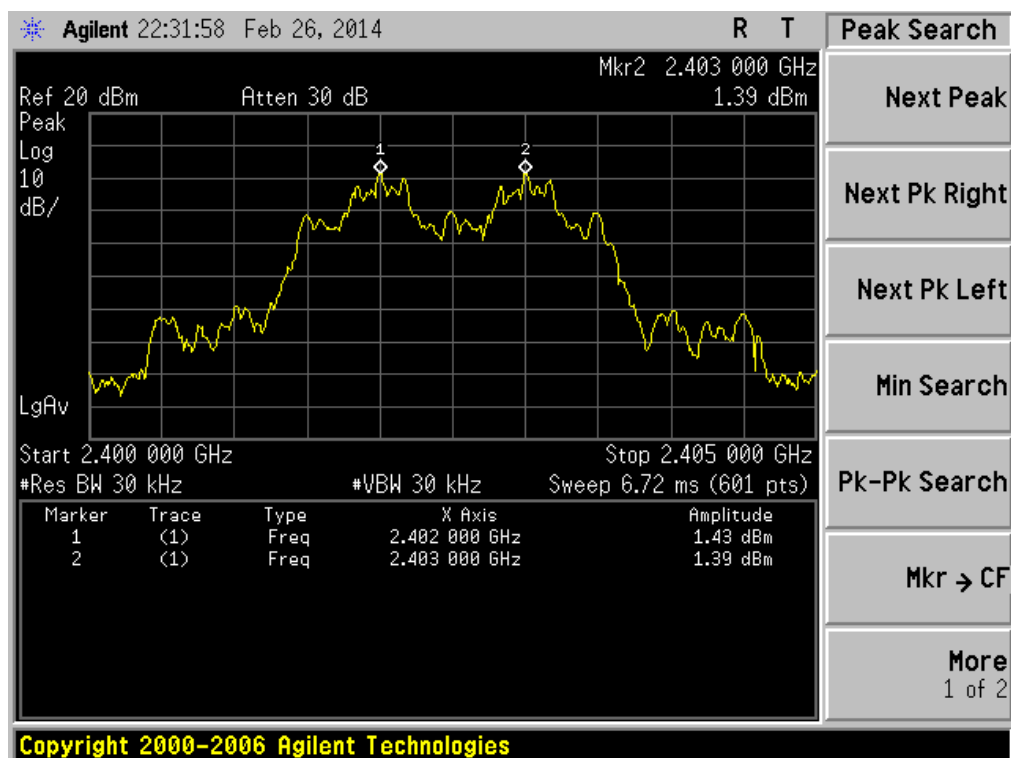 Agilent 22:31:58 Feb 26, 2014 R T
Peak Search
Mkr2 2.403 000 GHz
Ref 20 dBm Atten 30 dB 1.39 dBm
Peak
Log
10
dB/
1 2
LgAv
Start 2.400 000 GHz Stop 2.405 000 GHz
#Res BW 30 kHz #VBW 30 kHz Sweep 6.72 ms (601 pts)
Marker Trace Type X Axis Amplitude
1 (1) Freq 2.402 000 GHz 1.43 dBm
2 (1) Freq 2.403 000 GHz 1.39 dBm
Next Peak
Next Pk Right
Next Pk Left
Min Search
Pk-Pk Search
Mkr → CF
More
1 of 2
Copyright 2000-2006 Agilent Technologies